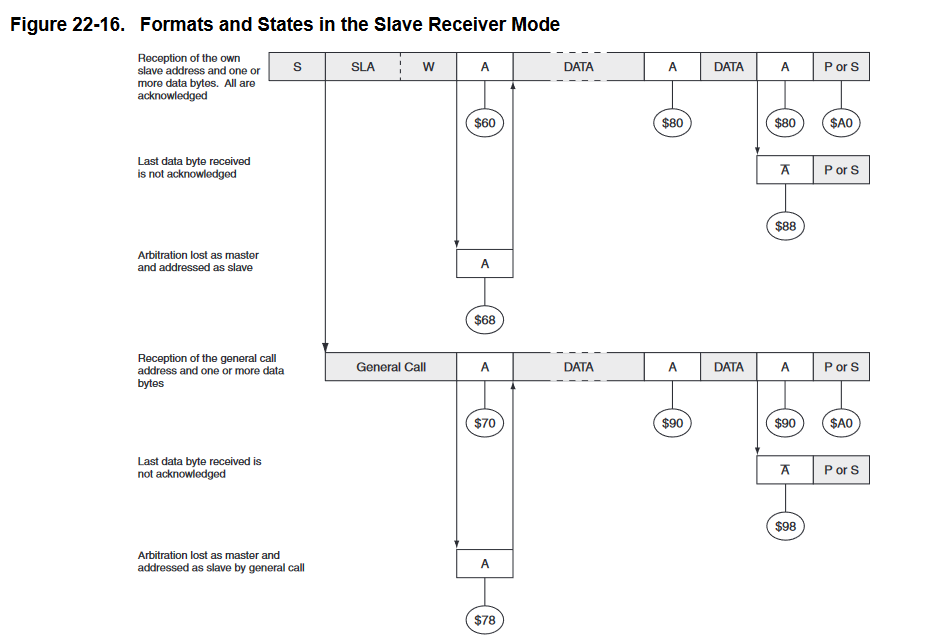 Figure 22-16. Formats and States in the Slave Receiver Mode
Reception of the own
slave address and one or
more data bytes. All are
acknowledged
S SLA W A DATA A DATA A P or S
$60 $80 $80 $A0
Last data byte received
is not acknowledged
A̅ P or S
$88
Arbitration lost as master
and addressed as slave
A
$68
Reception of the general call
address and one or more data
bytes
General Call A DATA A DATA A P or S
$70 $90 $90 $A0
Last data byte received is
not acknowledged
A̅ P or S
$98
Arbitration lost as master and
addressed as slave by general call
A
$78